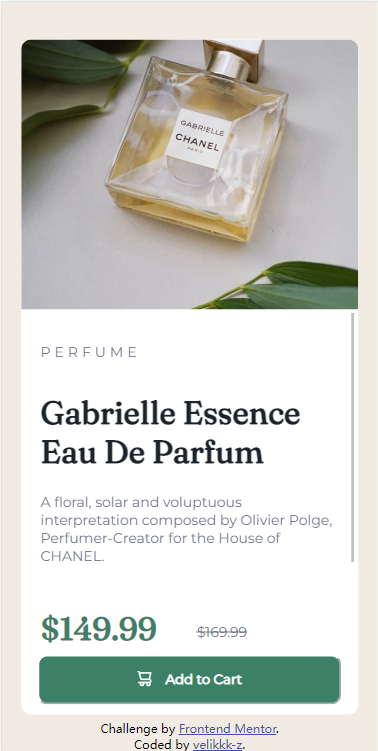 GABRIELLE
CHANEL
PARIS
PERFUME
Gabrielle Essence
Eau De Parfum
A floral, solar and voluptuous
interpretation composed by Olivier Polge,
Perfumer-Creator for the House of
CHANEL.
$149.99 $169.99
Add to Cart
Challenge by Frontend Mentor.
Coded by velikkk-z.